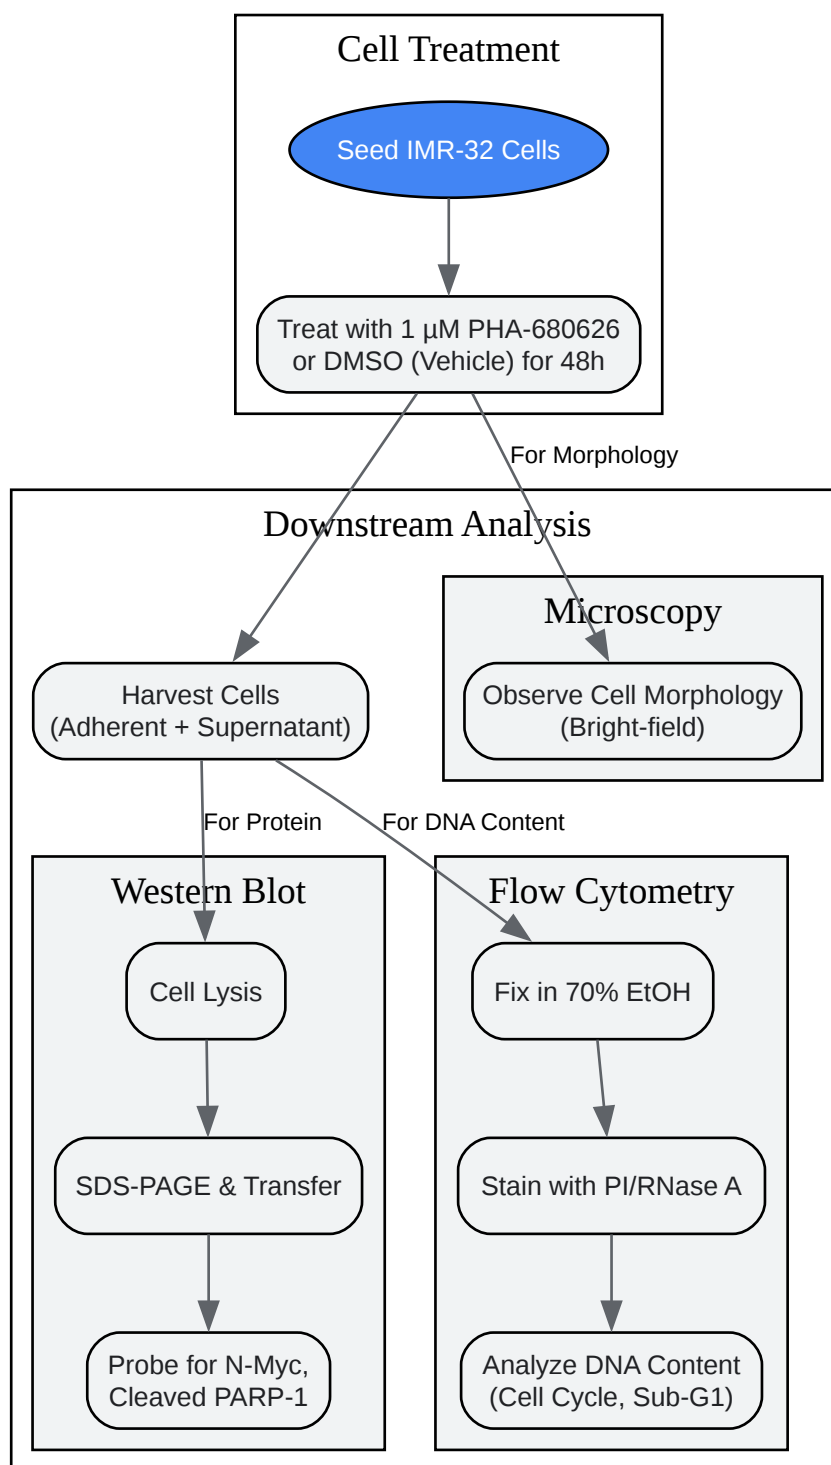 Cell Treatment
Seed IMR-32 Cells
Treat with 1 µM PHA-680626
or DMSO (Vehicle) for 48h
For Morphology
Downstream Analysis
Microscopy
Harvest Cells
(Adherent + Supernatant)
Observe Cell Morphology
(Bright-field)
For Protein
For DNA Content
Western Blot
Flow Cytometry
Cell Lysis
Fix in 70% EtOH
SDS-PAGE & Transfer
Stain with PI/RNase A
Probe for N-Myc,
Cleaved PARP-1
Analyze DNA Content
(Cell Cycle, Sub-G1)